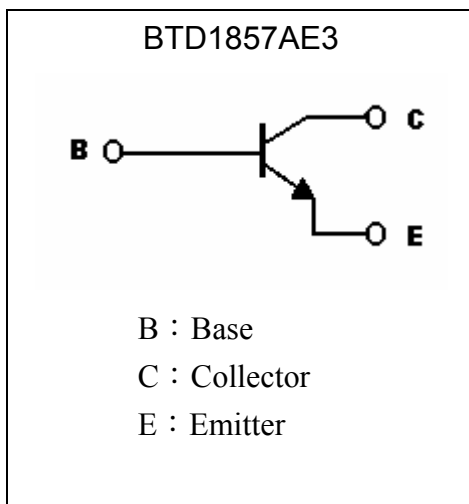 BTD1857AE3
B C
E
B：Base
C：Collector
E：Emitter